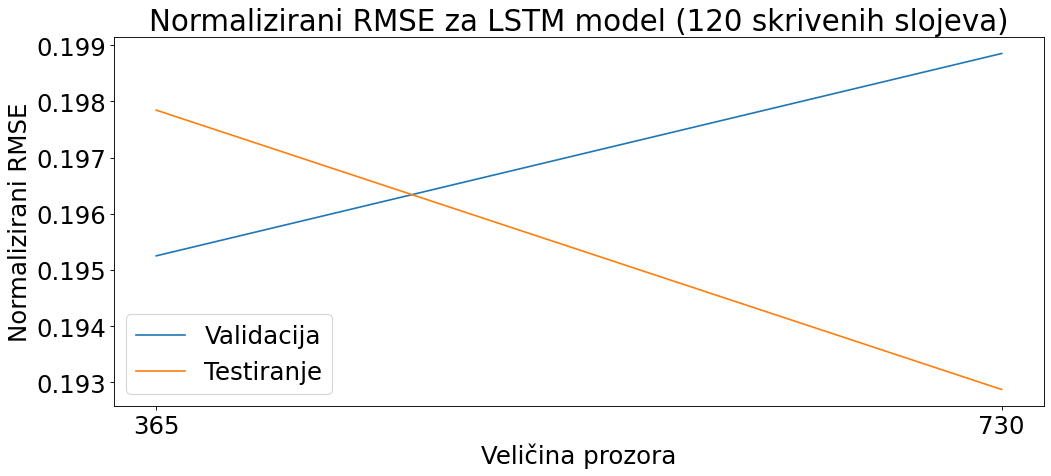 Normalizirani RMSE za LSTM model (120 skrivenih slojeva)
Normalizirani RMSE
0.199
0.198
0.197
0.196
0.195
0.194
0.193
Validacija
Testiranje
365
730
Veličina prozora